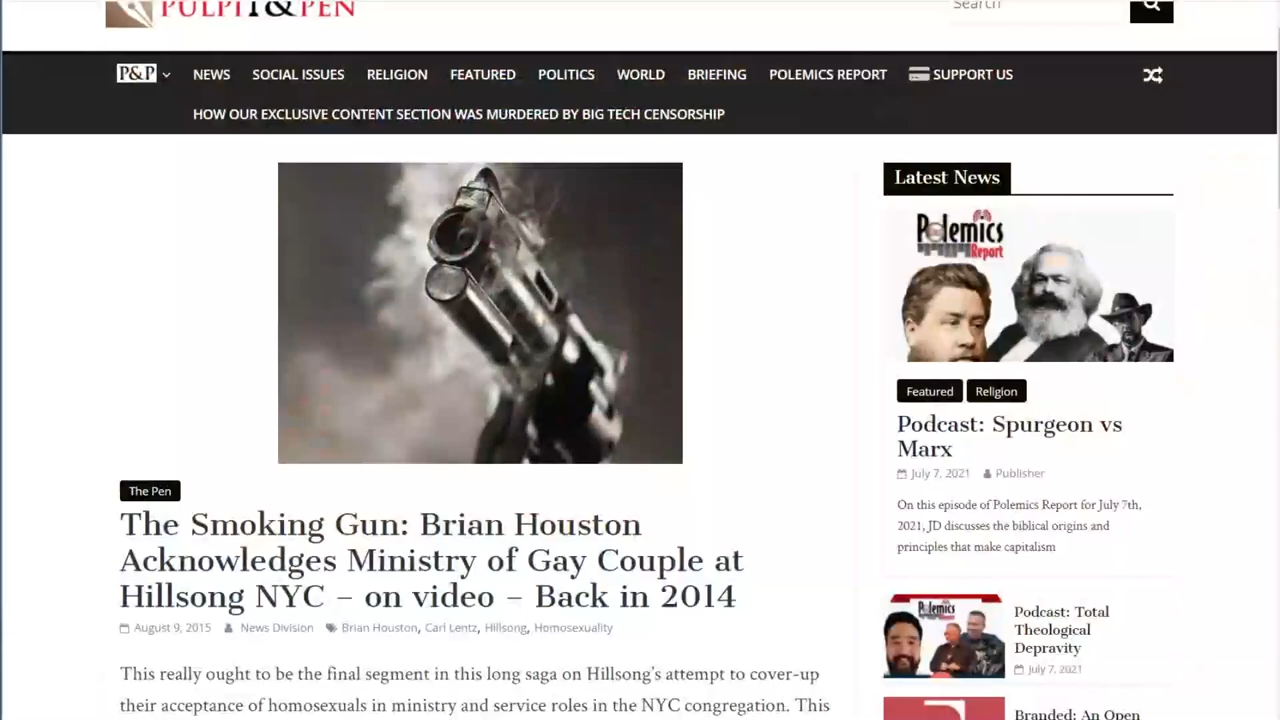 PULPIT & PEN
Search
P&P
NEWS
SOCIAL ISSUES
RELIGION
FEATURED
POLITICS
WORLD
BRIEFING
POLEMICS REPORT
SUPPORT US
HOW OUR EXCLUSIVE CONTENT SECTION WAS MURDERED BY BIG TECH CENSORSHIP
The Pen
The Smoking Gun: Brian Houston
Acknowledges Ministry of Gay Couple at
Hillsong NYC – on video – Back in 2014
August 9, 2015 News Division Brian Houston, Carl Lentz, Hillsong, Homosexuality
This really ought to be the final segment in this long saga on Hillsong's attempt to cover-up
their acceptance of homosexuals in ministry and service roles in the NYC congregation. This
Latest News
Polemics
Report
Featured
Religion
Podcast: Spurgeon vs
Marx
July 7, 2021 Publisher
On this episode of Polemics Report for July 7th,
2021, JD discusses the biblical origins and
principles that make capitalism
Polemics
Podcast: Total
Theological
Depravity
July 7, 2021
Branded: An Open